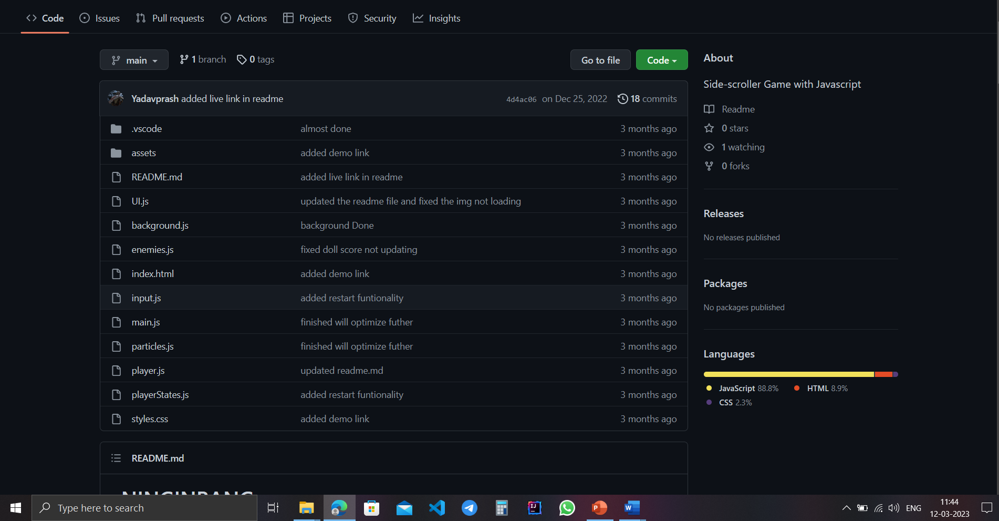 Code Issues Pull requests Actions Projects Security Insights
main 1 branch 0 tags Go to file Code
Yadavprash added live link in readme 4d4ac06 on Dec 25, 2022 18 commits
.vscode almost done 3 months ago
assets added demo link 3 months ago
README.md added live link in readme 3 months ago
UI.js updated the readme file and fixed the img not loading 3 months ago
background.js background Done 3 months ago
enemies.js fixed doll score not updating 3 months ago
index.html added demo link 3 months ago
input.js added restart funtionality 3 months ago
main.js finished will optimize futher 3 months ago
particles.js finished will optimize futher 3 months ago
player.js updated readme.md 3 months ago
playerStates.js added restart funtionality 3 months ago
styles.css added demo link 3 months ago
README.md
About
Side-scroller Game with Javascript
Readme
0 stars
1 watching
0 forks
Releases
No releases published
Packages
No packages published
Languages
JavaScript 88.8% HTML 8.9%
CSS 2.3%
Type here to search
ENG
11:44
12-03-2023